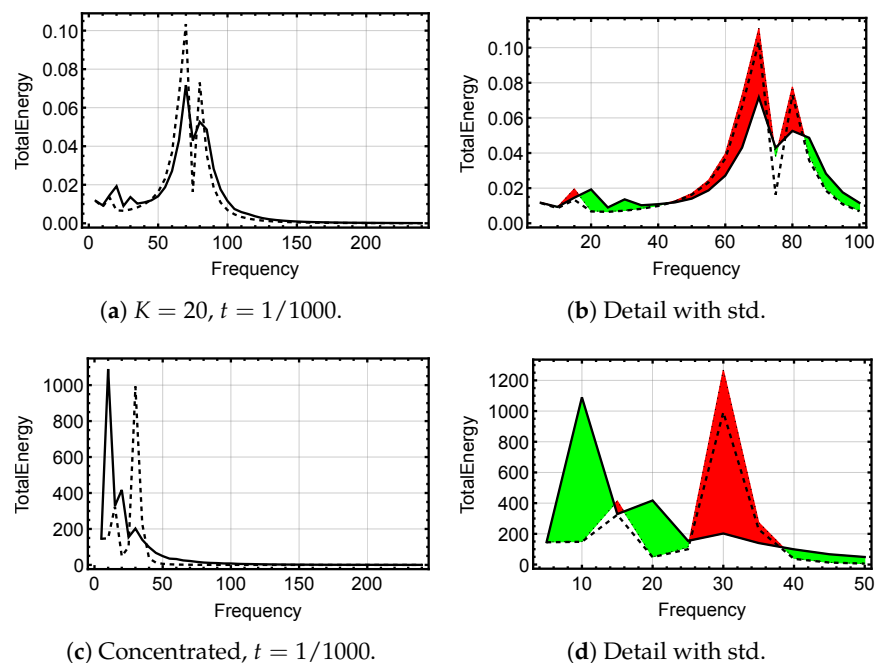 TotalEnergy
0.10
0.08
0.06
0.04
0.02
0.00
0 50 100 150 200
Frequency
(a) K = 20, t = 1/1000.
TotalEnergy
0.10
0.08
0.06
0.04
0.02
0.00
20 40 60 80 100
Frequency
(b) Detail with std.
TotalEnergy
1000
800
600
400
200
0
0 50 100 150 200
Frequency
(c) Concentrated, t = 1/1000.
TotalEnergy
1200
1000
800
600
400
200
0
10 20 30 40 50
Frequency
(d) Detail with std.